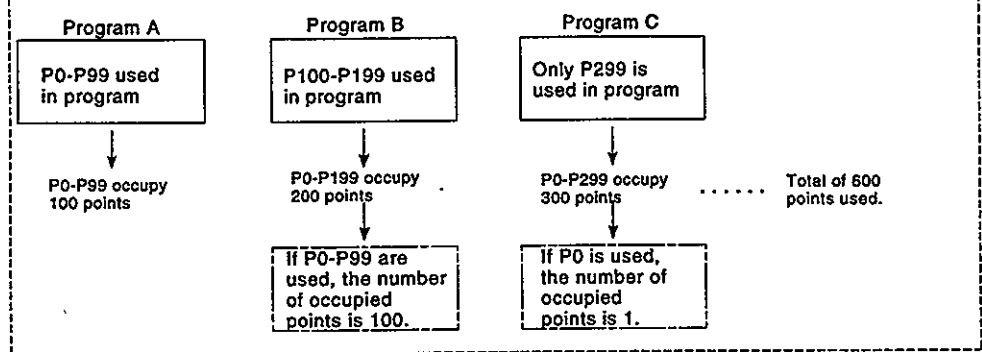 Program A
P0-P99 used
in program
P0-P99 occupy
100 points
Program B
P100-P199 used
in program
P0-P199 occupy
200 points
If P0-P99 are
used, the number
of occupied
points is 100.
Program C
Only P299 is
used in program
P0-P299 occupy
300 points
If P0 is used,
the number of
occupied
points is 1.
....... Total of 600
points used.